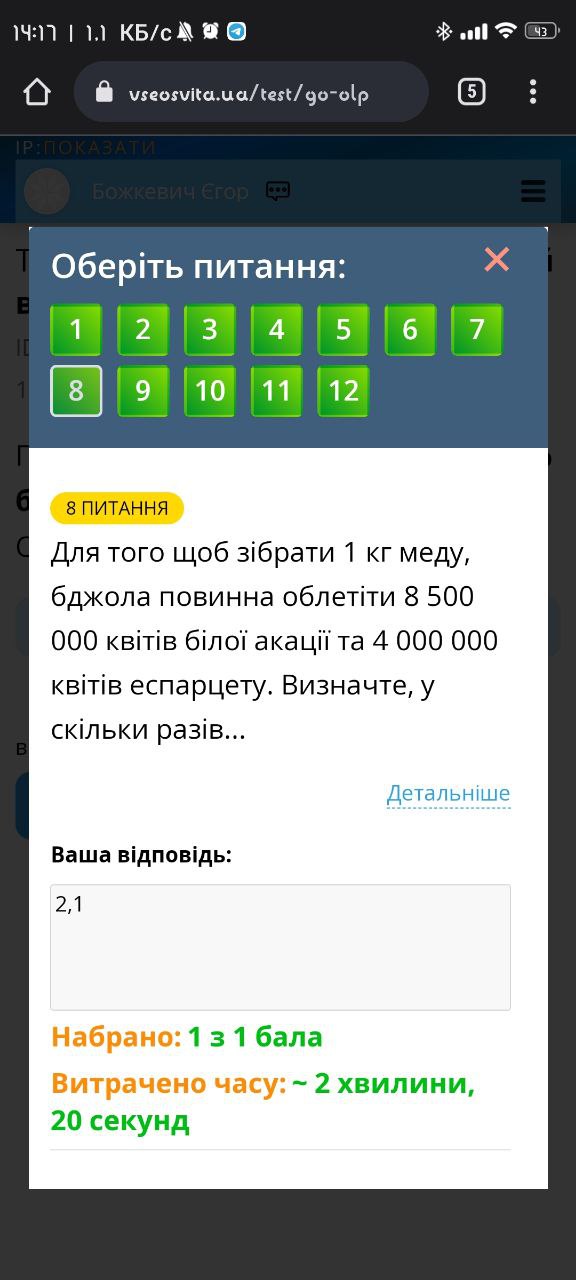 14:17 | 1.1 КБ/с
43
vseosvita.ua/test/go-olp
5
IP:ПОКАЗАТИ
Божкевич Єгор
Оберіть питання:
1 2 3 4 5 6 7
8 9 10 11 12
8 ПИТАННЯ
Для того щоб зібрати 1 кг меду,
бджола повинна облетіти 8 500
000 квітів білої акації та 4 000 000
квітів еспарцету. Визначте, у
скільки разів...
Детальніше
Ваша відповідь:
2,1
Набрано: 1 з 1 бала
Витрачено часу: ~ 2 хвилини,
20 секунд